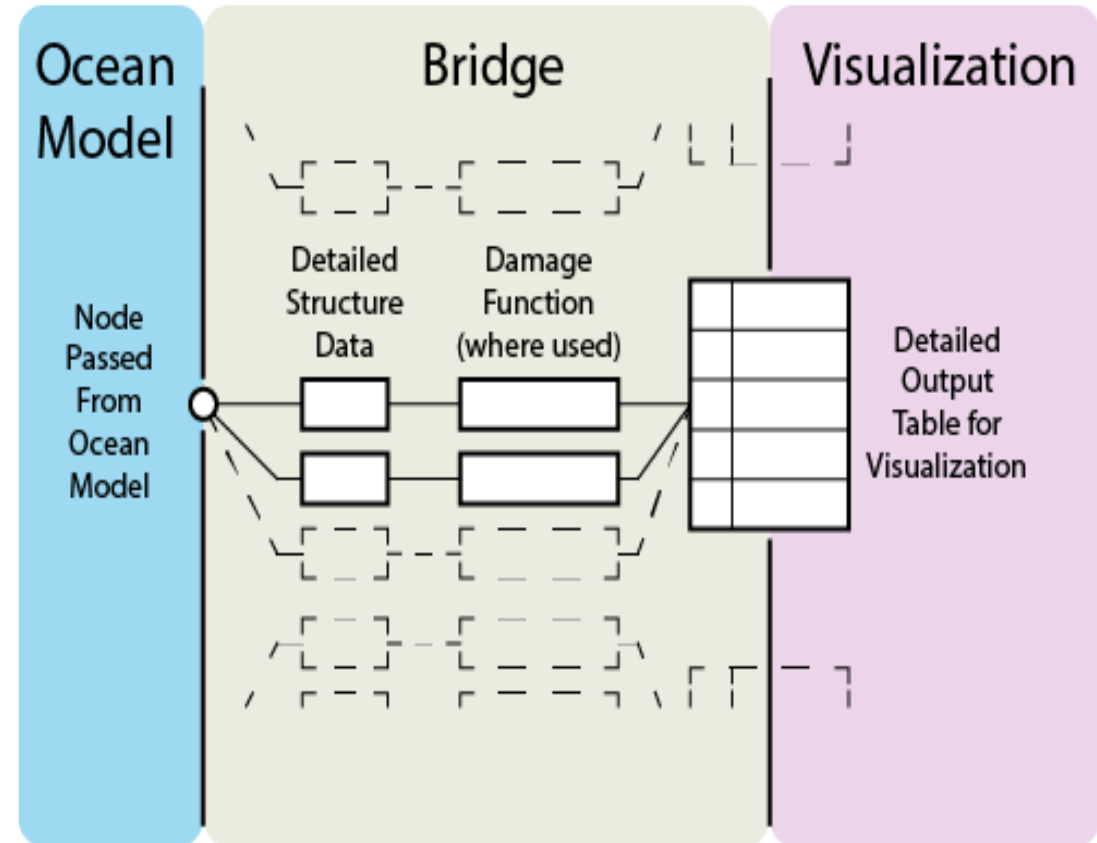 Ocean
Model
Bridge
Visualization
Detailed
Structure
Data
Damage
Function
(where used)
Node
Passed
From
Ocean
Model
Detailed
Output
Table for
Visualization